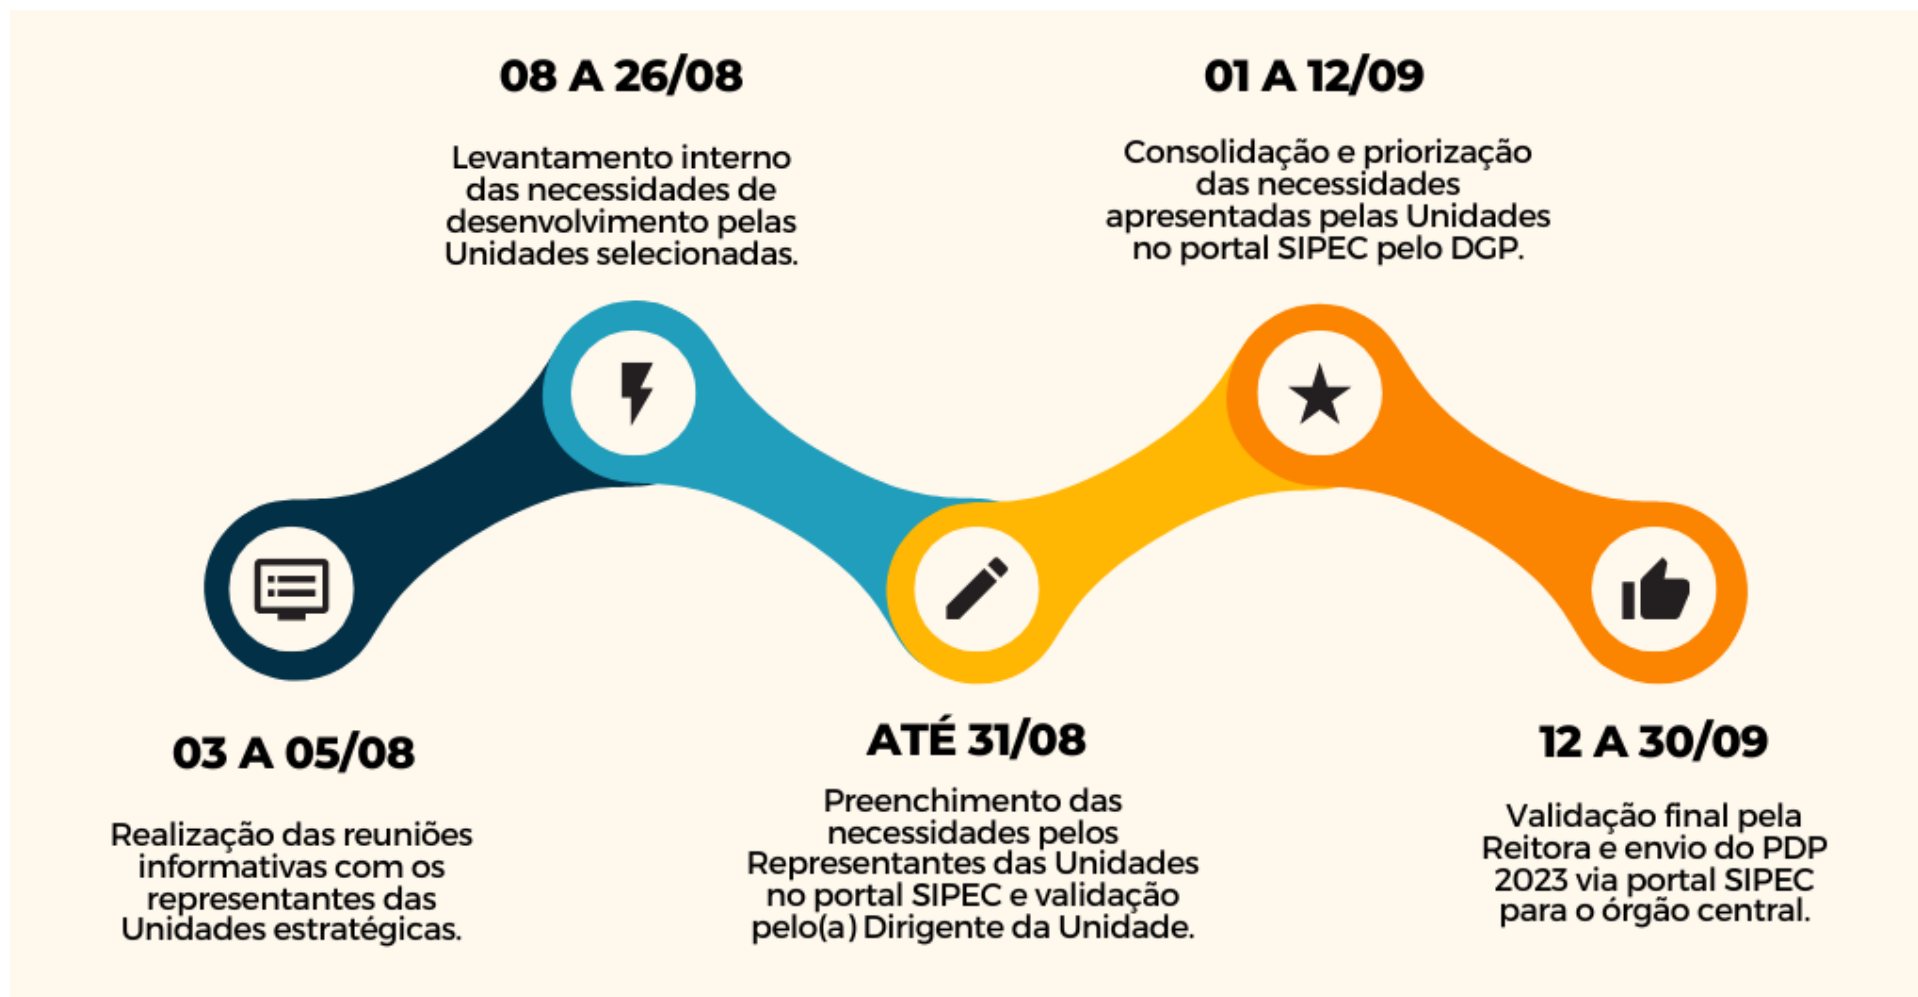 03 A 05/08
Realização das reuniões
informativas com os
representantes das
Unidades estratégicas.
08 A 26/08
Levantamento interno
das necessidades de
desenvolvimento pelas
Unidades selecionadas.
ATÉ 31/08
Preenchimento das
necessidades pelos
Representantes das Unidades
no portal SIPEC e validação
pelo(a) Dirigente da Unidade.
01 A 12/09
Consolidação e priorização
das necessidades
apresentadas pelas Unidades
no portal SIPEC pelo DGP.
12 A 30/09
Validação final pela
Reitora e envio do PDP
2023 via portal SIPEC
para o órgão central.